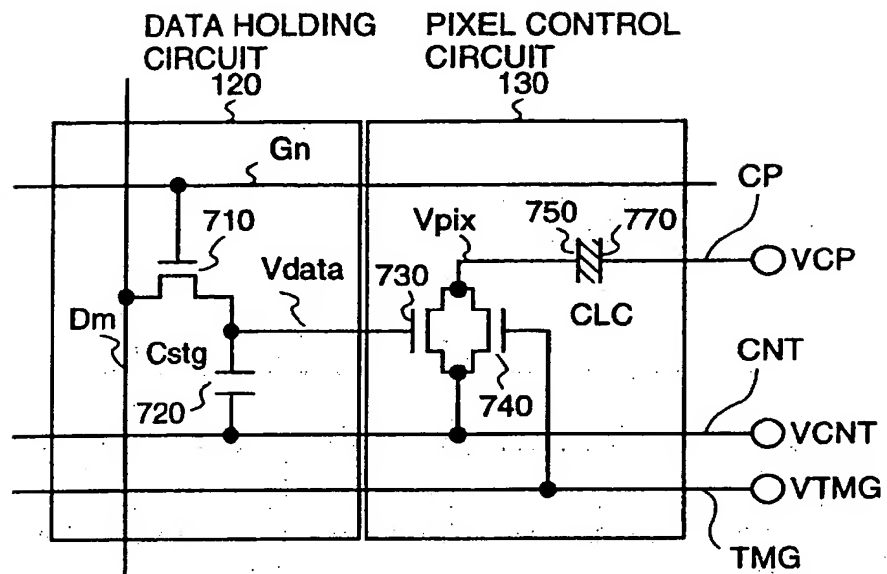 DATA HOLDING CIRCUIT 120
PIXEL CONTROL CIRCUIT 130
Gn
CP
710
Vpix
750
770
VCP
Vdata
730
CLC
Dm
Cstg
CNT
720
740
VCNT
VTMG
TMG